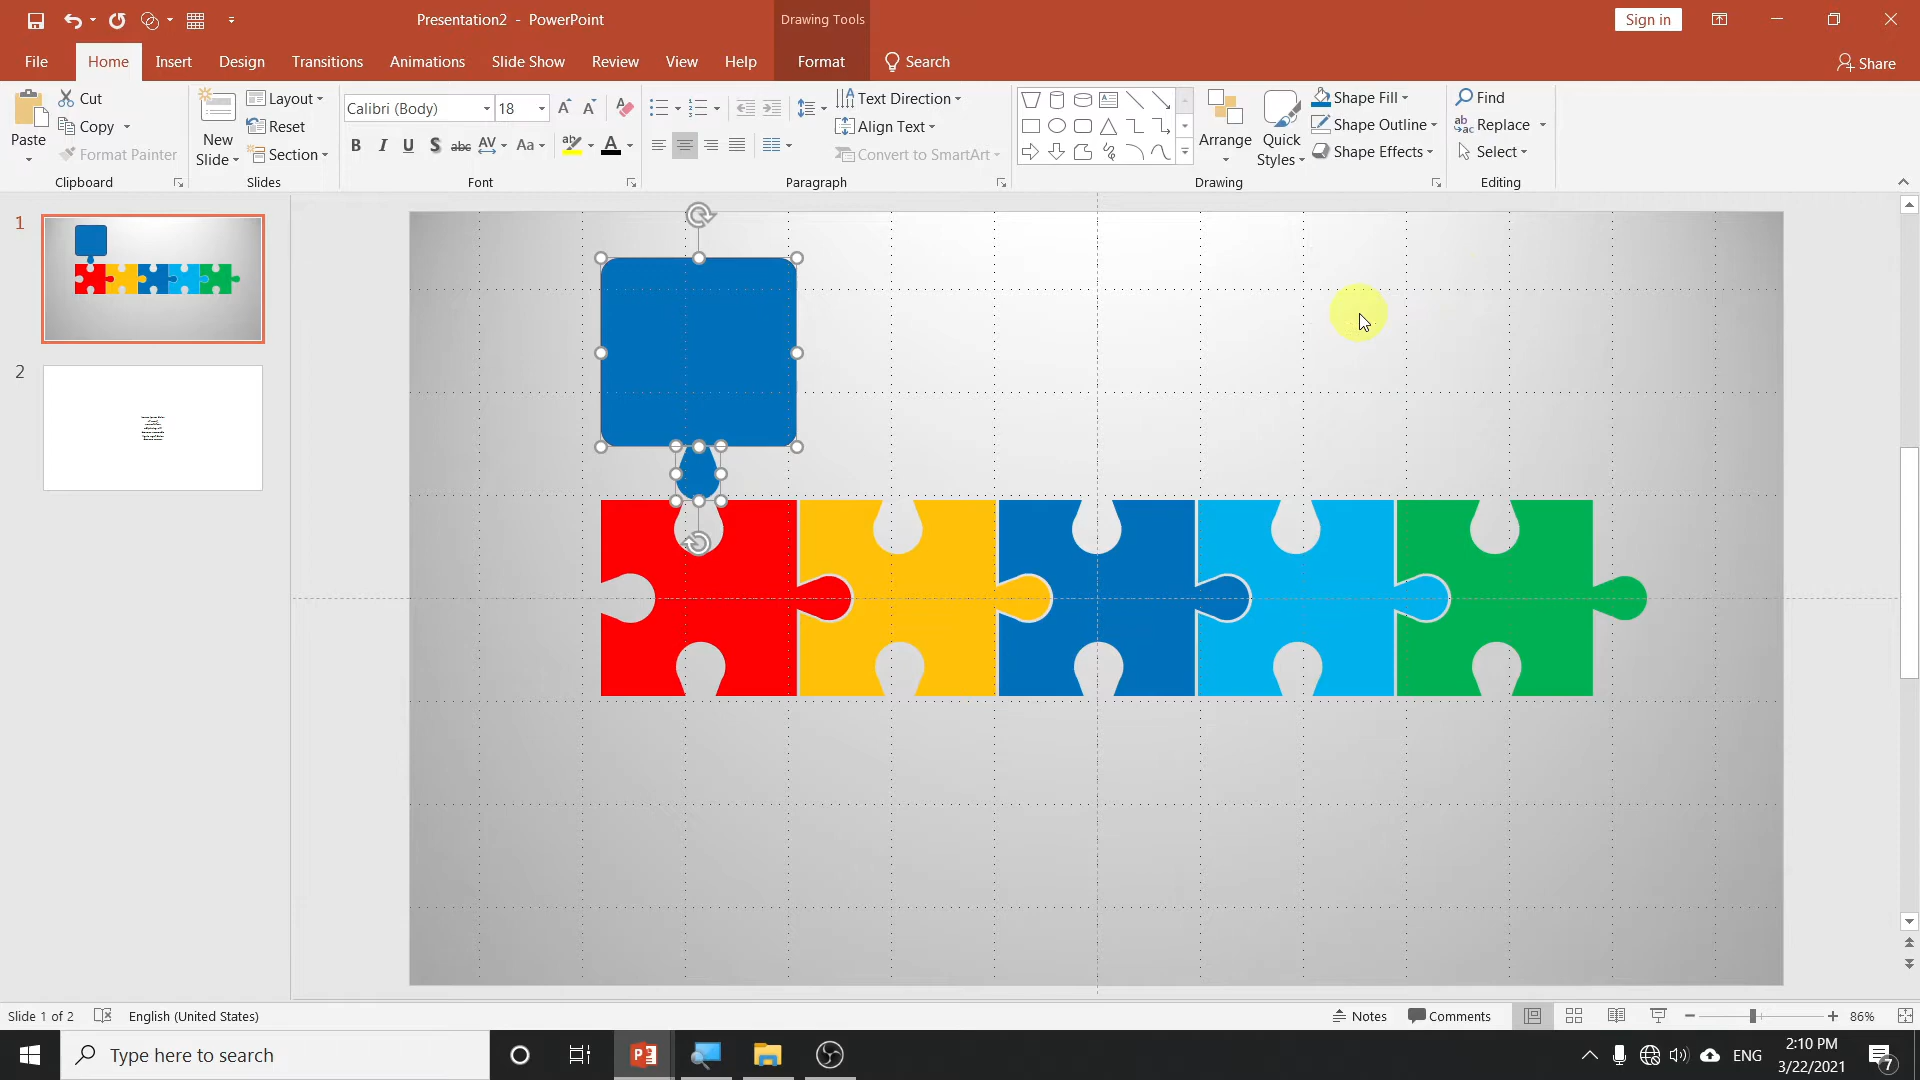 Presentation2 - PowerPoint
Drawing Tools
Sign in
File Home Insert Design Transitions Animations Slide Show Review View Help Format Search Share
Cut
Copy
Format Painter
Paste
Clipboard
New
Slide
Layout
Reset
Section
Slides
Calibri (Body) 18
B I U S abc AV Aa A
Font
Text Direction
Align Text
Convert to SmartArt
Paragraph
Arrange
Quick
Styles
Shape Fill
Shape Outline
Shape Effects
Drawing
Find
Replace
Select
Editing
1
2
Slide 1 of 2 English (United States) Notes Comments 86%
Type here to search
ENG
2:10 PM
3/22/2021
7